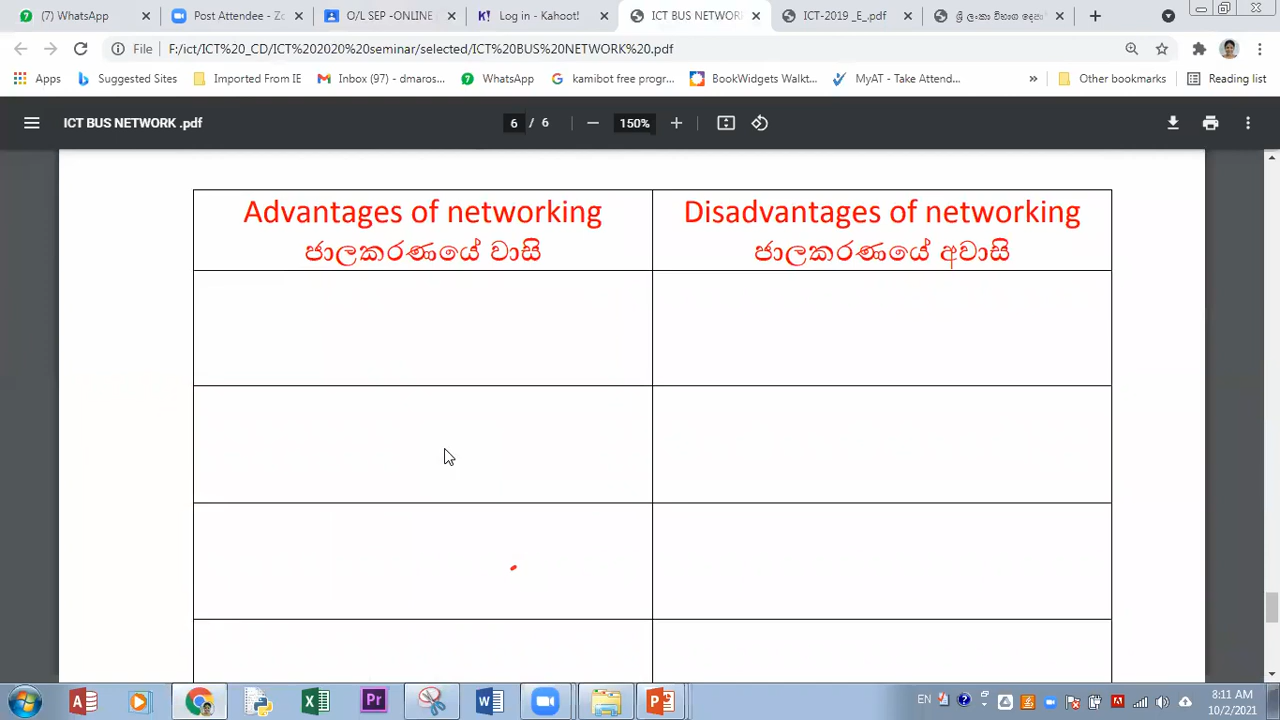 (7) WhatsApp
Post Attendee - Zo
O/L SEP -ONLINE (
Log in - Kahoot!
ICT BUS NETWORK
ICT-2019 _E_.pdf
ශ්‍රී ලංකා විභාග දෙපා
File
F:/ict/ICT%20_CD/ICT%202020%20seminar/selected/ICT%20BUS%20NETWORK%20.pdf
Apps
Suggested Sites
Imported From IE
Inbox (97) - dmaros...
WhatsApp
kamibot free progr...
BookWidgets Walkt...
MyAT - Take Attend...
»
Other bookmarks
Reading list
ICT BUS NETWORK .pdf
6 / 6
150%
Advantages of networking
ජාලකරණයේ වාසි
Disadvantages of networking
ජාලකරණයේ අවාසි
EN
8:11 AM
10/2/2021